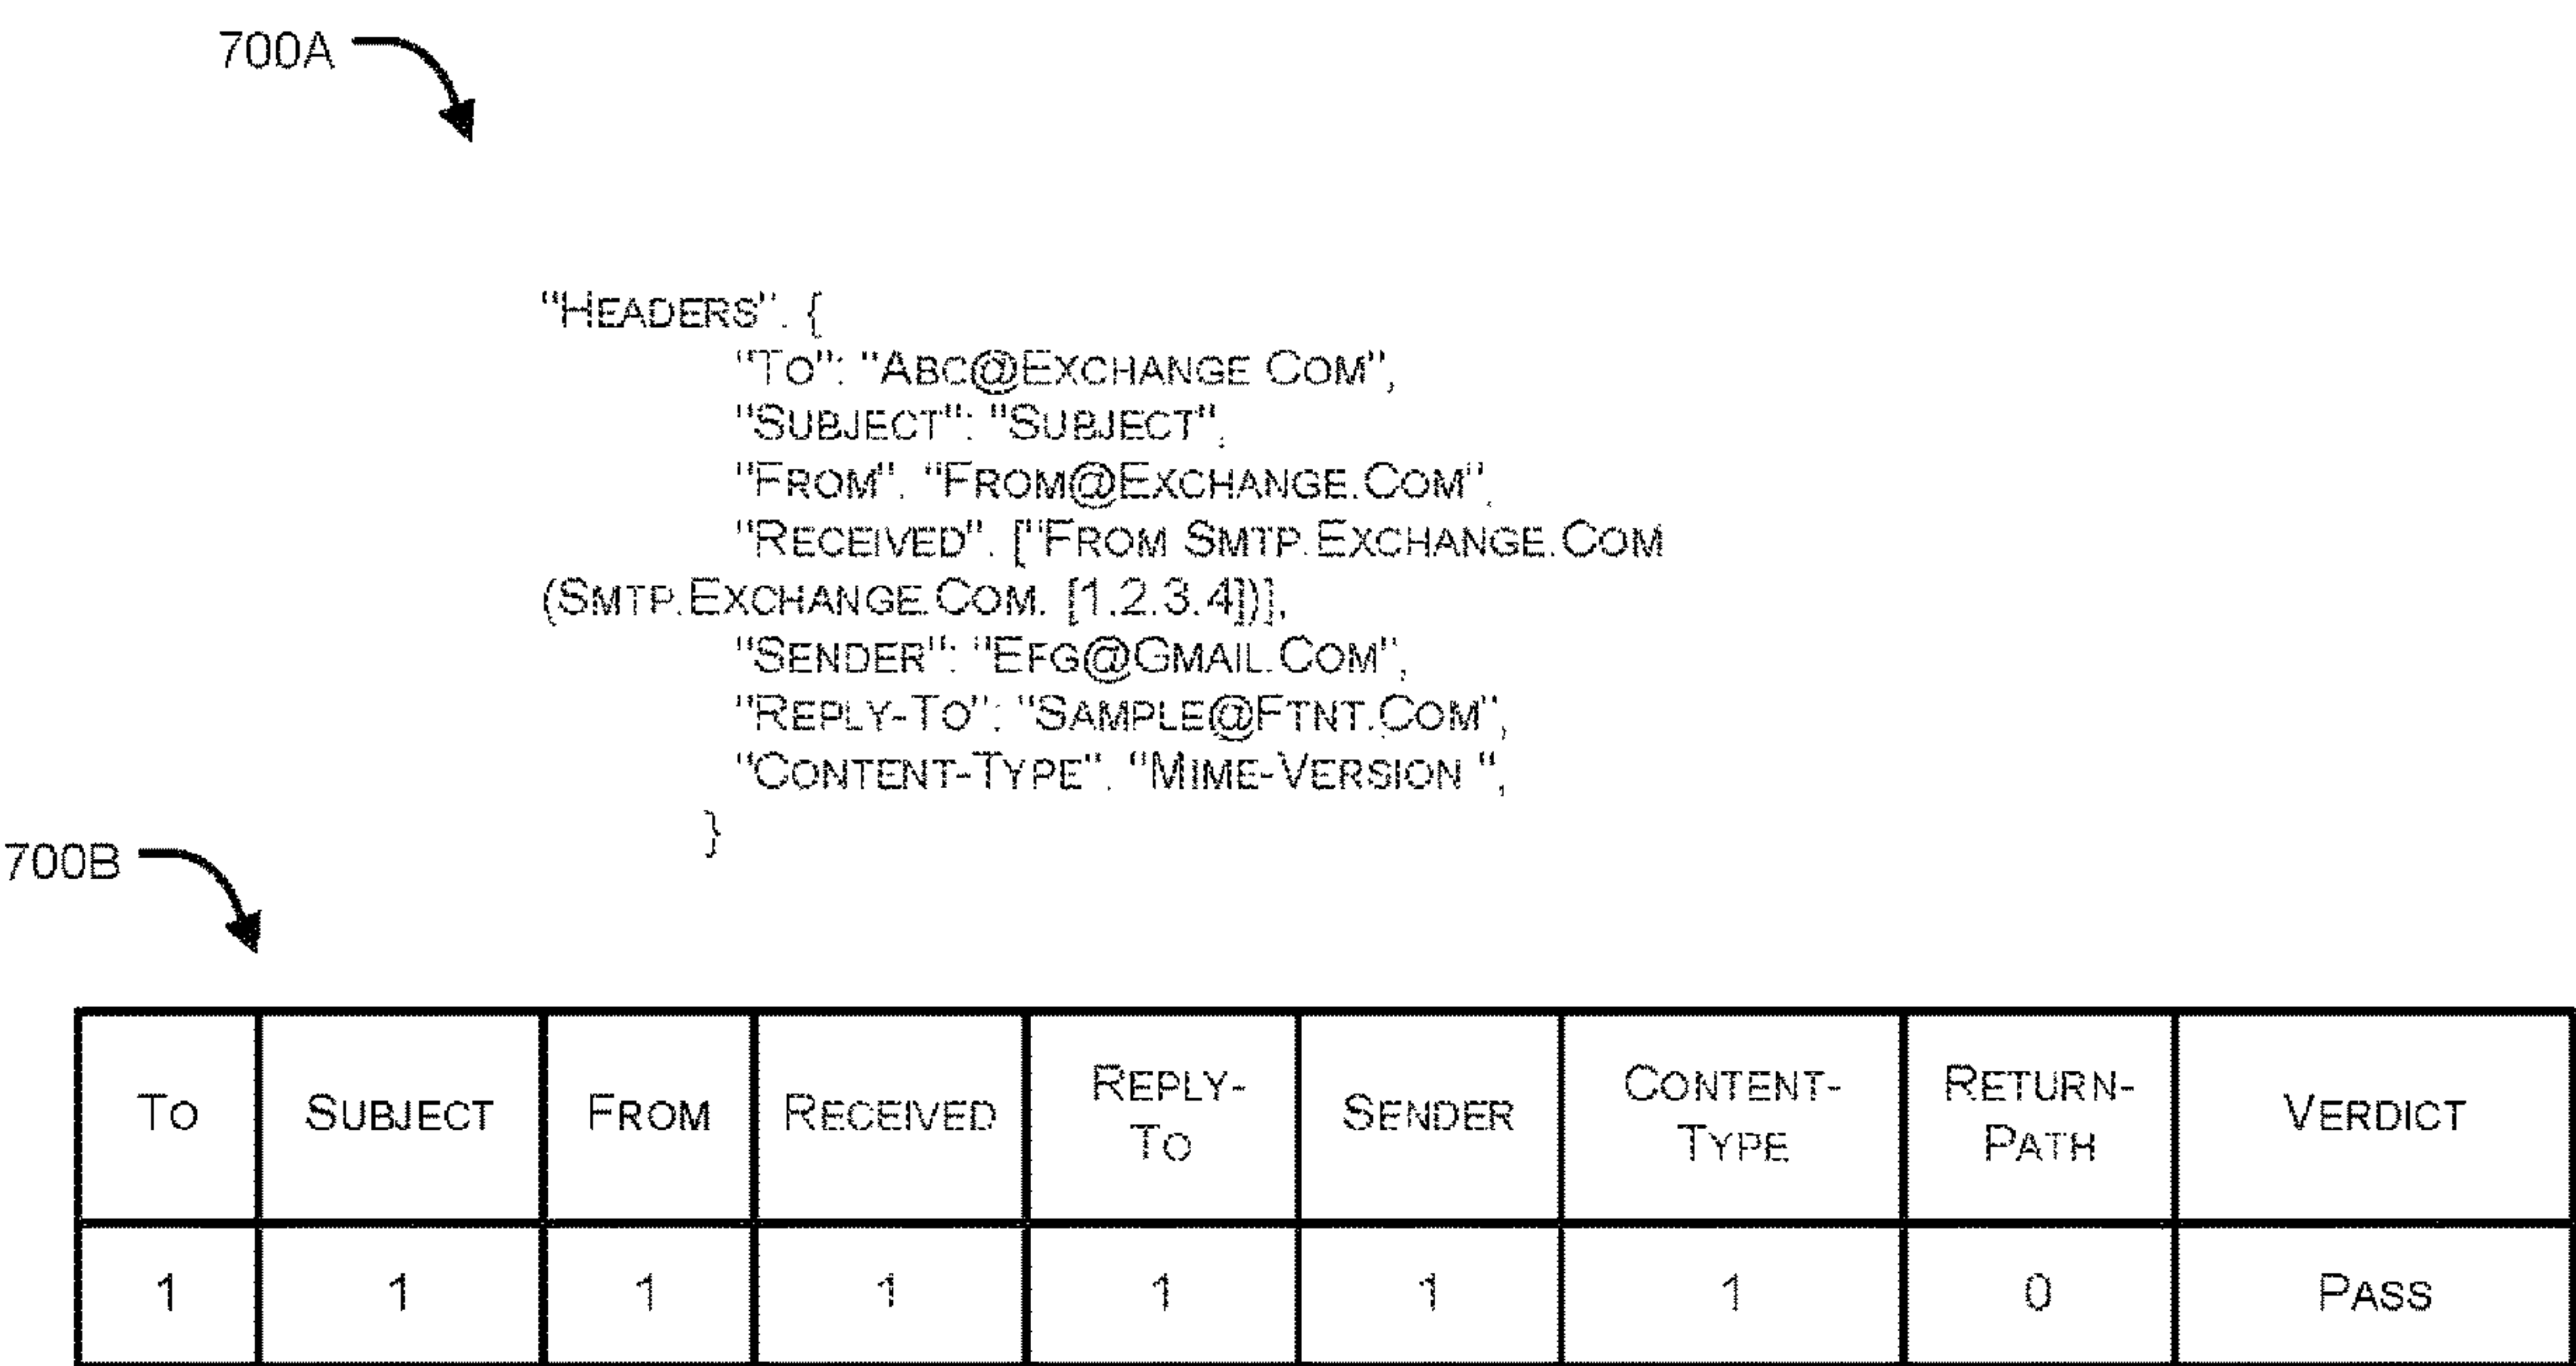 700A
"HEADERS". {
"TO": "ABC@EXCHANGE COM",
"SUBJECT": "SUBJECT",
"FROM". "FROM@EXCHANGE.COM",
"RECEIVED". ["FROM SMTP.EXCHANGE.COM
(SMTP.EXCHANGE.COM. [1.2.3.4])],
"SENDER": "EFG@GMAIL.COM",
"REPLY-TO": "SAMPLE@FTNT.COM",
"CONTENT-TYPE". "MIME-VERSION ",
}
700B
TO SUBJECT FROM RECEIVED REPLY-TO SENDER CONTENT-TYPE RETURN-PATH VERDICT
1 1 1 1 1 1 1 0 PASS